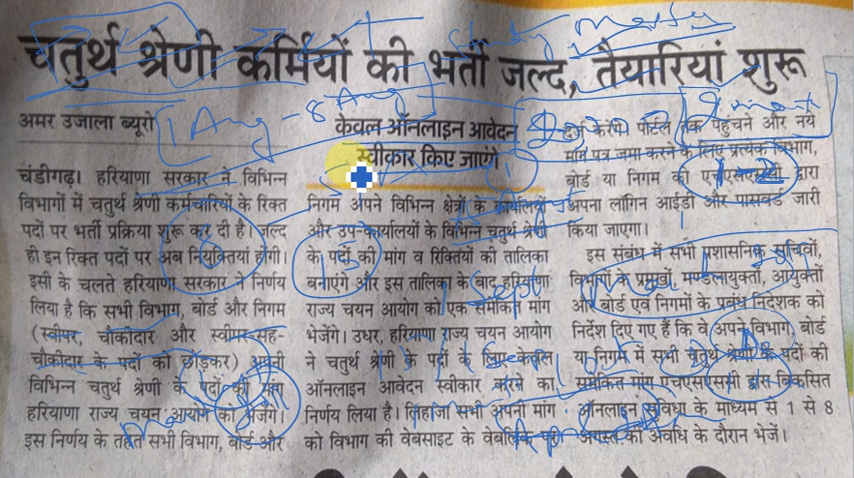 चतुर्थ श्रेणी कर्मियों की भर्ती जल्द, तैयारियां शुरू
अमर उजाला ब्यूरो
चंडीगढ़। हरियाणा सरकार ने विभिन्न
विभागों में चतुर्थ श्रेणी कर्मचारियों के रिक्त
पदों पर भर्ती प्रक्रिया शुरू कर दी है। जल्द
ही इन रिक्त पदों पर अब नियुक्तियां होंगी।
इसी के चलते हरियाणा सरकार ने निर्णय
लिया है कि सभी विभाग, बोर्ड और निगम
(स्वीपर, चौकीदार और स्वीपर-सह-
चौकीदार के पदों को छोड़कर) अपनी
विभिन्न चतुर्थ श्रेणी के पदों की मांग
हरियाणा राज्य चयन आयोग को भेजेंगे।
इस निर्णय के तहत सभी विभाग, बोर्ड और
केवल ऑनलाइन आवेदन
स्वीकार किए जाएंगे
निगम अपने विभिन्न क्षेत्रों के कार्यालयों
और उप-कार्यालयों के विभिन्न चतुर्थ श्रेणी
के पदों की मांग व रिक्तियों की तालिका
बनाएंगे और इस तालिका के बाद हरियाणा
राज्य चयन आयोग को एक समेकित मांग
भेजेंगे। उधर, हरियाणा राज्य चयन आयोग
ने चतुर्थ श्रेणी के पदों के लिए केवल
ऑनलाइन आवेदन स्वीकार करने का
निर्णय लिया है। लिहाजा सभी अपनी मांग
को विभाग की वेबसाइट के वेबलिंक पूरी
दर्ज करेंगे। पोर्टल तक पहुंचने और नये
मांग पत्र जमा करने के लिए प्रत्येक विभाग,
बोर्ड या निगम को एचएसएससी द्वारा
अपना लॉगिन आईडी और पासवर्ड जारी
किया जाएगा।
इस संबंध में सभी प्रशासनिक सचिवों,
विभागों के प्रमुखों, मण्डलायुक्तों, आयुक्तों
और बोर्ड एवं निगमों के प्रबंध निदेशक को
निर्देश दिए गए हैं कि वे अपने विभाग, बोर्ड
या निगम में सभी चतुर्थ श्रेणी के पदों की
समेकित मांग एचएसएससी द्वारा विकसित
ऑनलाइन सुविधा के माध्यम से 1 से 8
अगस्त की अवधि के दौरान भेजें।
1 Aug - 8 Aug